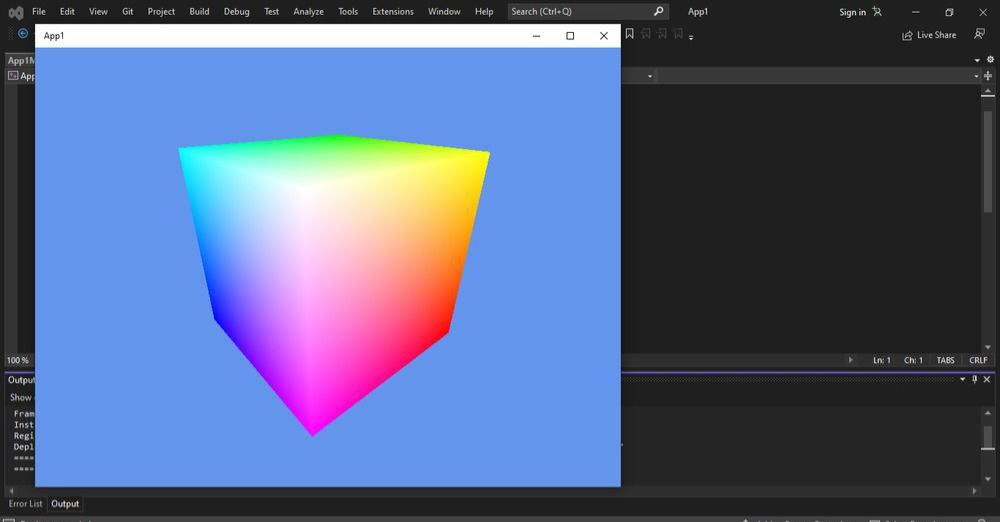 File Edit View Git Project Build Debug Test Analyze Tools Extensions Window Help Search (Ctrl+Q) App1 Sign in
App1
Live Share
App1M
App
100 % Ln: 1 Ch: 1 TABS CRLF
Output
Show
Fram
Inst
Regi
Depl
====
====
Error List Output